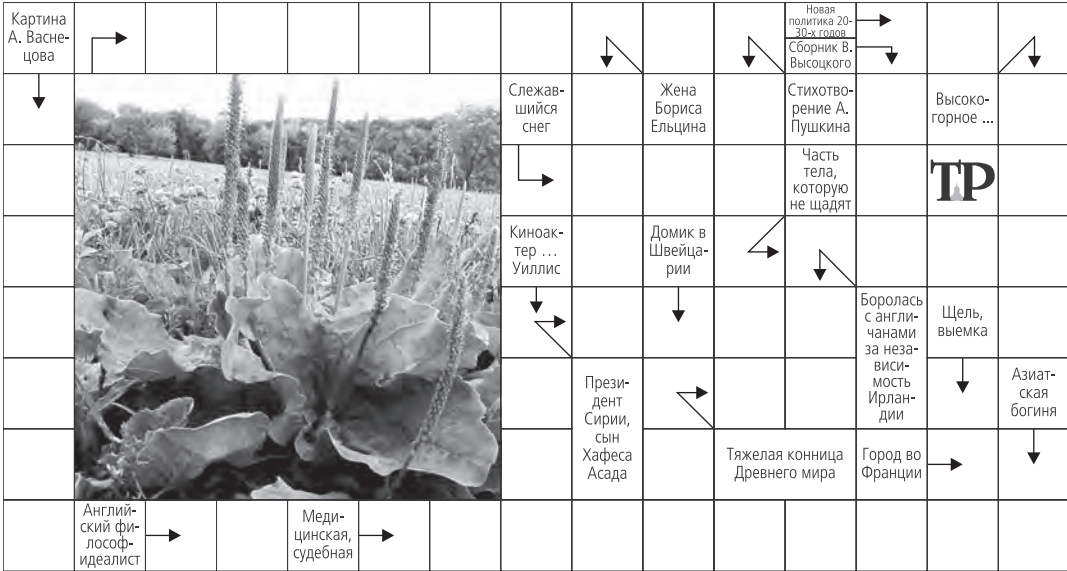 Картина
А. Васне-
цова
Новая
политика 20-
30-х годов
Сборник В.
Высоцкого
Слежав-
шийся
снег
Жена
Бориса
Ельцина
Стихотво-
рение А.
Пушкина
Высоко-
горное ...
Часть
тела,
которую
не щадят
ТР
Киноак-
тер ...
Уиллис
Домик в
Швейца-
рии
Боролась
с англи-
чанами
за неза-
виси-
мость
Ирлан-
дии
Щель,
выемка
Прези-
дент
Сирии,
сын
Хафеса
Асада
Азиат-
ская
богиня
Тяжелая конница
Древнего мира
Город во
Франции
Англий-
ский фи-
лософ-
идеалист
Меди-
цинская,
судебная